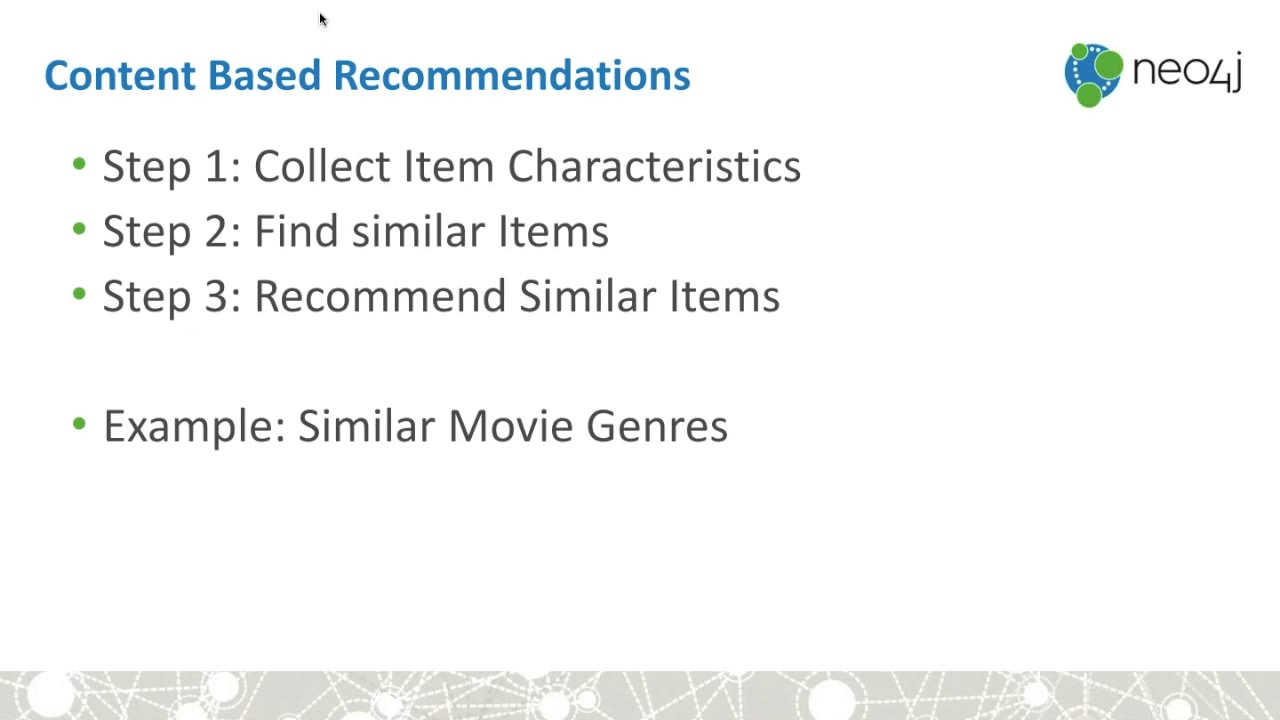 Content Based Recommendations
neo4j
• Step 1: Collect Item Characteristics
• Step 2: Find similar Items
• Step 3: Recommend Similar Items
• Example: Similar Movie Genres